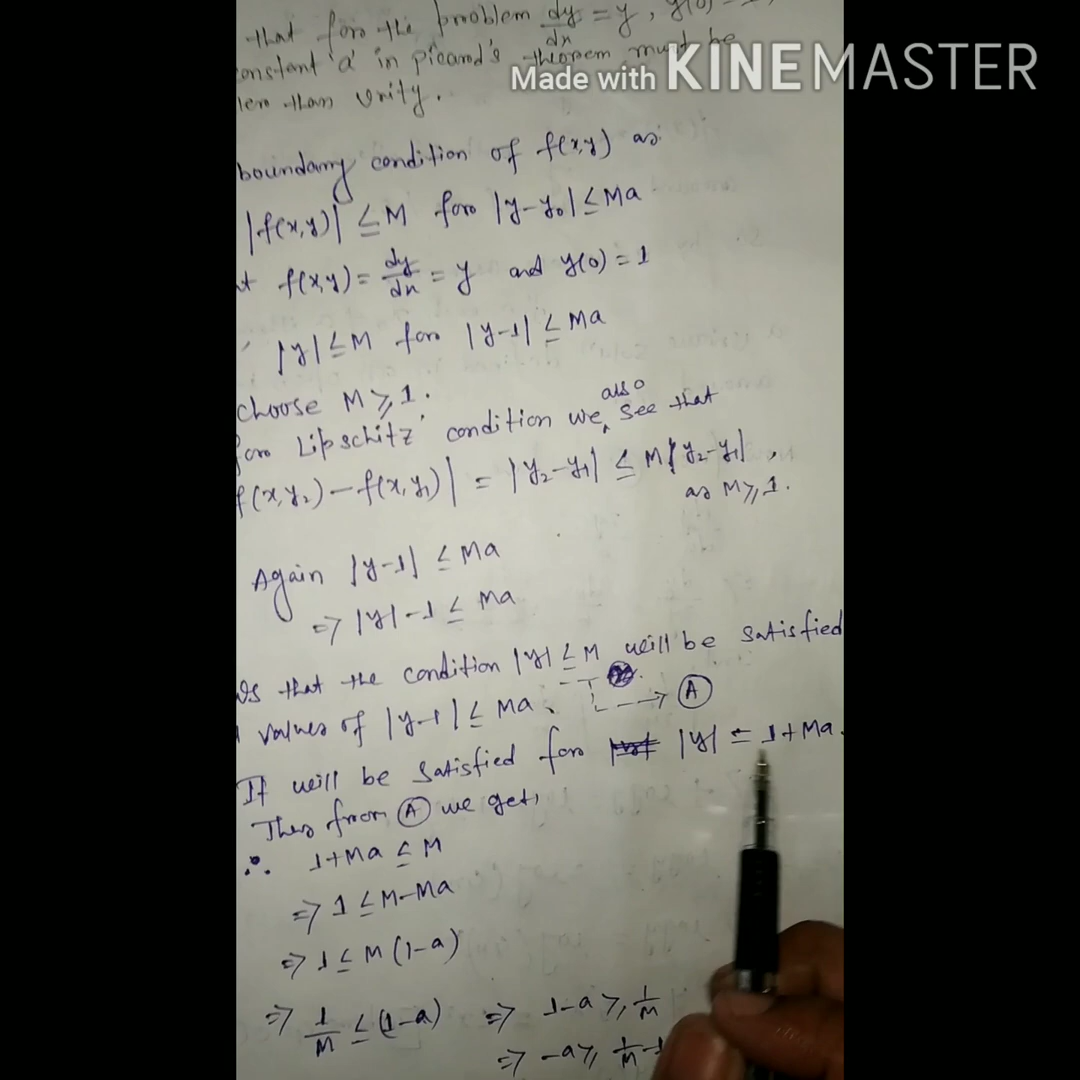 that for the problem dy/dx = y, y(0) =
constant 'a' in picard's theorem must be
Made with KINEMASTER
less than Unity.
boundary condition of f(x,y) as
|f(x,y)| ≤ M for |y-y₀| ≤ Ma
f(x,y) = dy/dx = y and y(0) = 1
|y| ≤ M for |y-1| ≤ Ma
choose M ⩾ 1.
for Lipschitz condition we also see that
f(x,y₂) - f(x,y₁)| = |y₂-y₁| ≤ M|y₂-y₁|,
as M ⩾ 1.
Again |y-1| ≤ Ma
⇒ |y| - 1 ≤ Ma
that the condition |y| ≤ M will be satisfied
values of |y-1| ≤ Ma. → A
It will be satisfied for |y| = 1 + Ma.
Then from A we get,
∴ 1 + Ma ≤ M
⇒ 1 ≤ M - Ma
⇒ 1 ≤ M (1-a)
⇒ 1/M ≤ (1-a) ⇒ 1-a ⩾ 1/M
⇒ -a ⩾ 1/M - 1